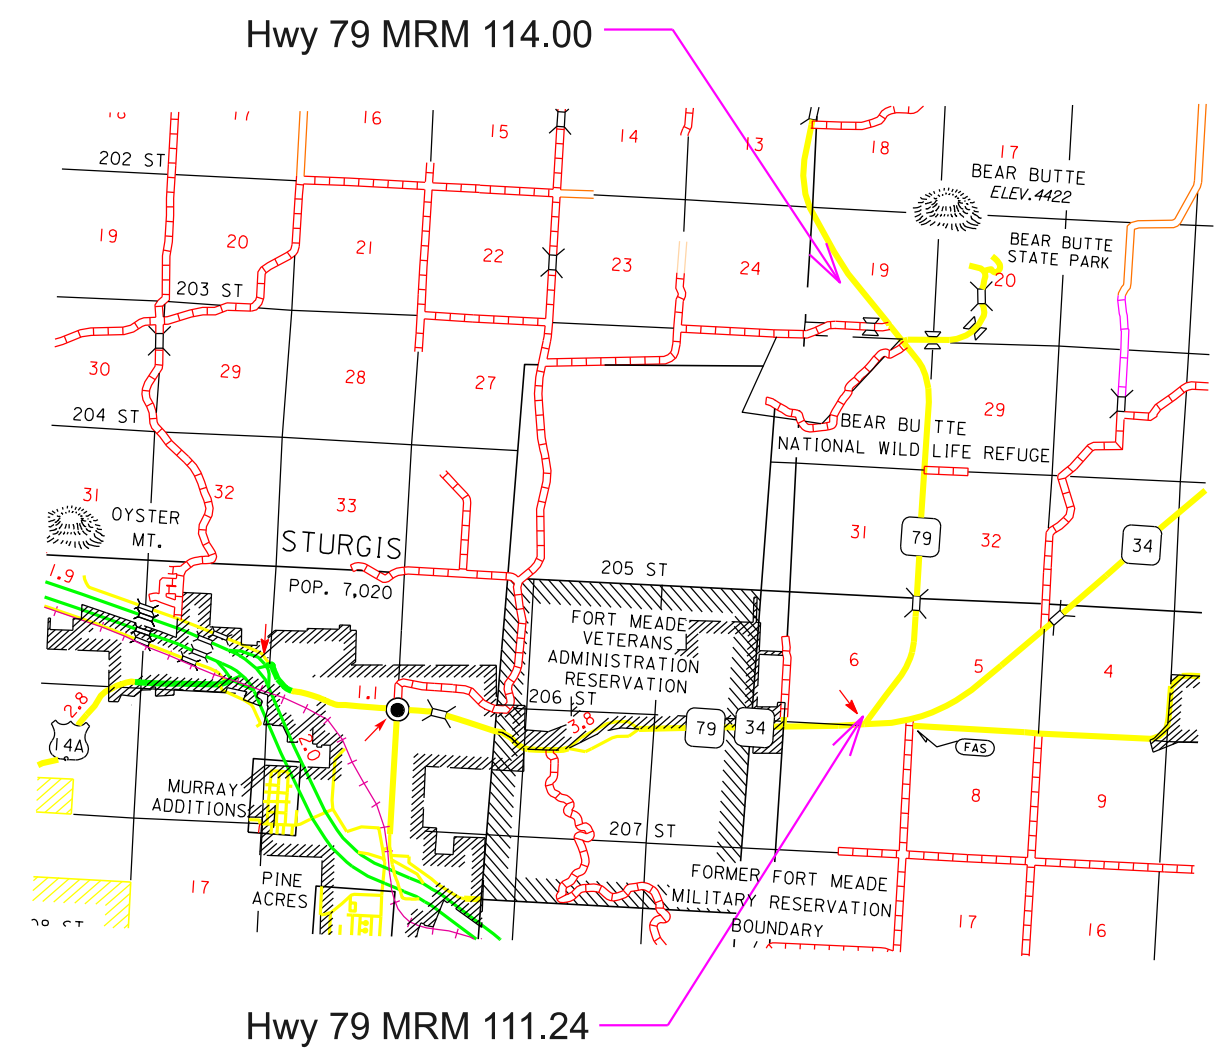 Hwy 79 MRM 114.00
16
15
14
13
18
17
202 ST
BEAR BUTTE
ELEV. 4422
19
20
21
22
23
24
19
BEAR BUTTE
STATE PARK
20
203 ST
30
29
28
27
29
204 ST
BEAR BUTTE
NATIONAL WILDLIFE REFUGE
31
32
33
OYSTER
MT.
STURGIS
POP. 7,020
31
79
32
34
1.9
205 ST
FORT MEADE
VETERANS
ADMINISTRATION
RESERVATION
6
5
4
206 ST
2.8
1.1
3.8
79
34
14A
2.0
FAS
MURRAY
ADDITIONS
8
9
207 ST
17
PINE
ACRES
FORMER FORT MEADE
MILITARY RESERVATION
BOUNDARY
17
16
Hwy 79 MRM 111.24